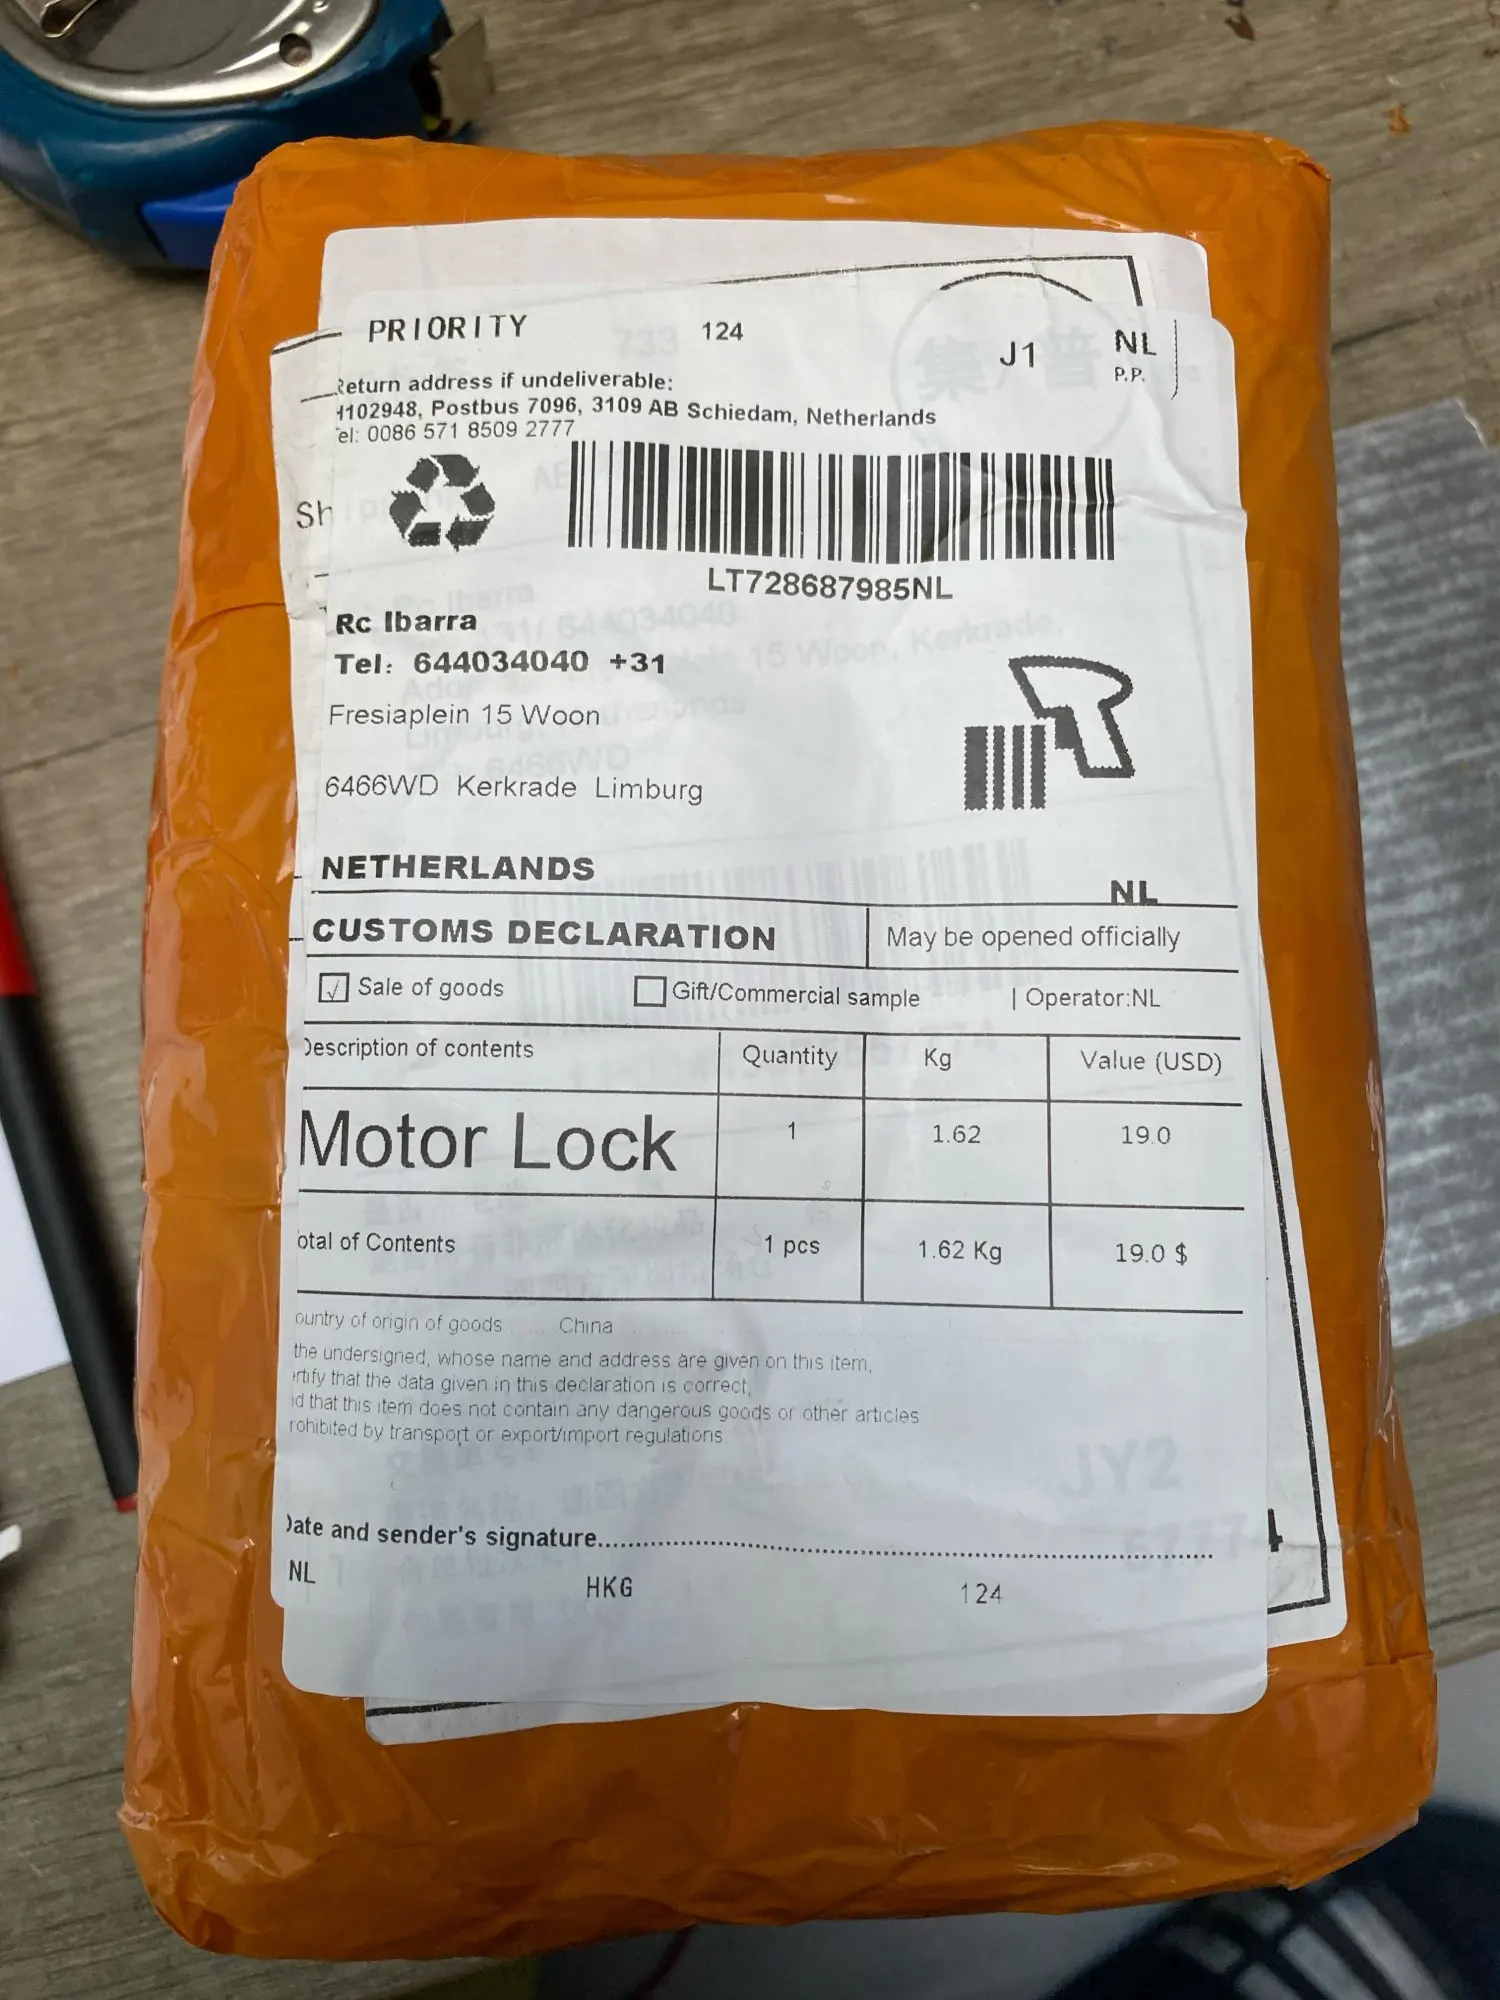 PRIORITY 124 J1 NL
P.P.
Return address if undeliverable:
H102948, Postbus 7096, 3109 AB Schiedam, Netherlands
Tel: 0086 571 8509 2777
Sh
LT728687985NL
Rc Ibarra
Tel: 644034040 +31
Fresiaplein 15 Woon
6466WD Kerkrade Limburg
NETHERLANDS
NL
CUSTOMS DECLARATION May be opened officially
Sale of goods Gift/Commercial sample | Operator:NL
Description of contents Quantity Kg Value (USD)
Motor Lock 1 1.62 19.0
otal of Contents 1 pcs 1.62 Kg 19.0 $
ountry of origin of goods China
the undersigned, whose name and address are given on this item,
rtify that the data given in this declaration is correct,
d that this item does not contain any dangerous goods or other articles
rohibited by transport or export/import regulations
Date and sender's signature
NL HKG 124